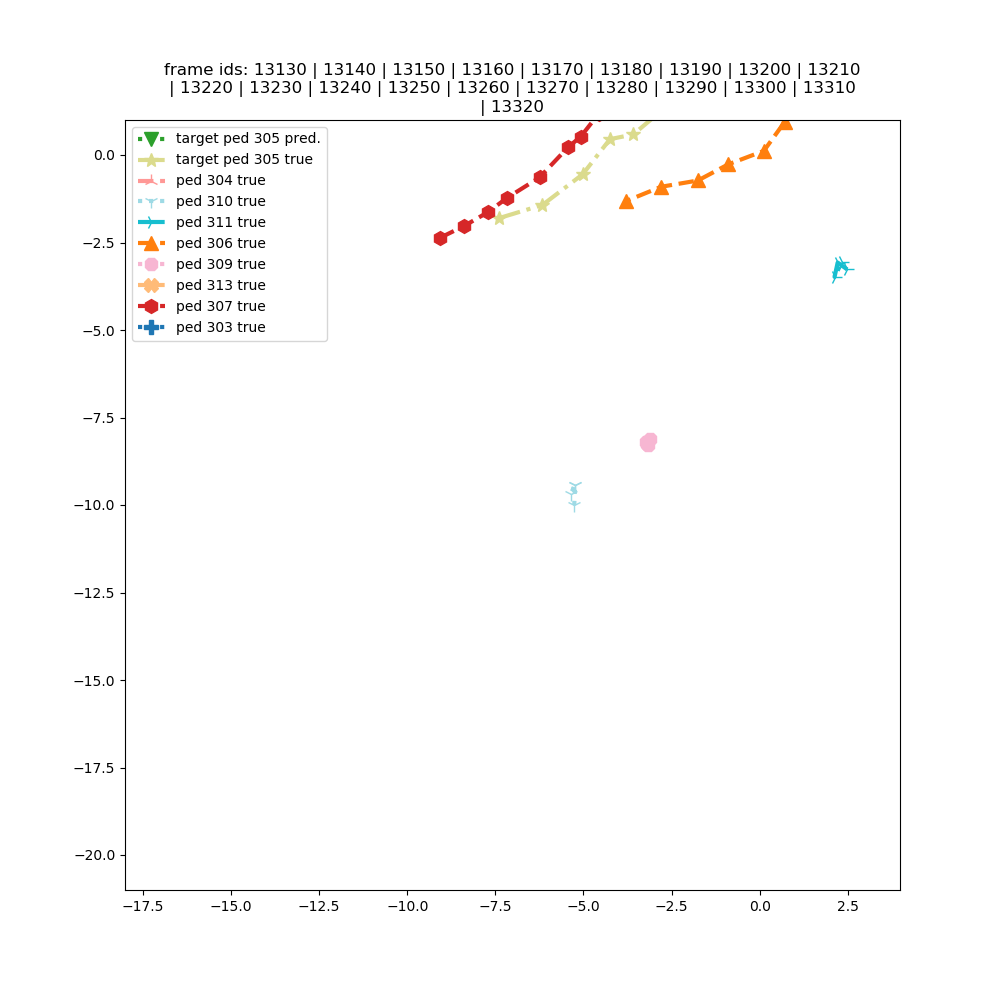 frame ids: 13130 | 13140 | 13150 | 13160 | 13170 | 13180 | 13190 | 13200 | 13210
| 13220 | 13230 | 13240 | 13250 | 13260 | 13270 | 13280 | 13290 | 13300 | 13310
| 13320
target ped 305 pred.
target ped 305 true
ped 304 true
ped 310 true
ped 311 true
ped 306 true
ped 309 true
ped 313 true
ped 307 true
ped 303 true
0.0
−2.5
−5.0
−7.5
−10.0
−12.5
−15.0
−17.5
−20.0
−17.5 −15.0 −12.5 −10.0 −7.5 −5.0 −2.5 0.0 2.5